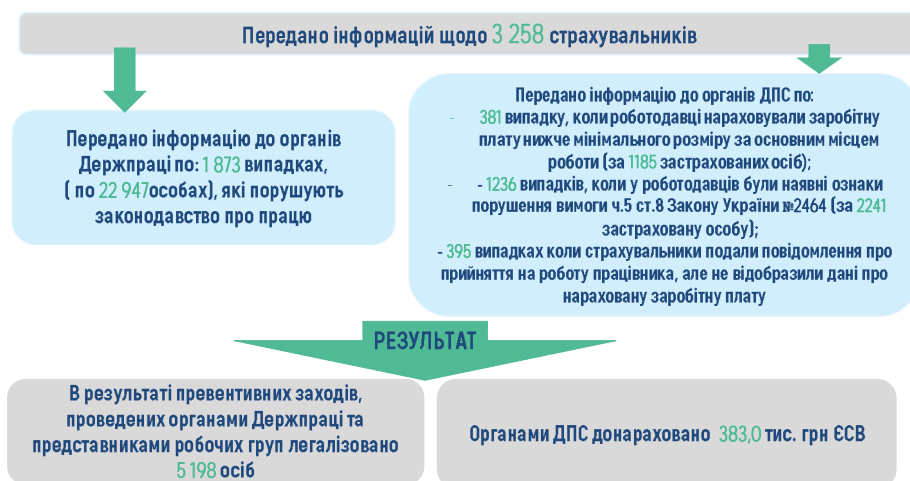 Передано інформацій щодо 3 258 страхувальників
Передано інформацію до органів
Держпраці по: 1 873 випадках,
( по 22 947особах), які порушують
законодавство про працю
Передано інформацію до органів ДПС по:
- 381 випадку, коли роботодавці нараховували заробітну
плату нижче мінімального розміру за основним місцем
роботи (за 1185 застрахованих осіб);
- - 1236 випадків, коли у роботодавців були наявні ознаки
порушення вимоги ч.5 ст.8 Закону України №2464 (за 2241
застраховану особу);
- 395 випадках коли страхувальники подали повідомлення про
прийняття на роботу працівника, але не відобразили дані про
нараховану заробітну плату
РЕЗУЛЬТАТ
В результаті превентивних заходів,
проведених органами Держпраці та
представниками робочих груп легалізовано
5 198 осіб
Органами ДПС донараховано 383,0 тис. грн ЄСВ